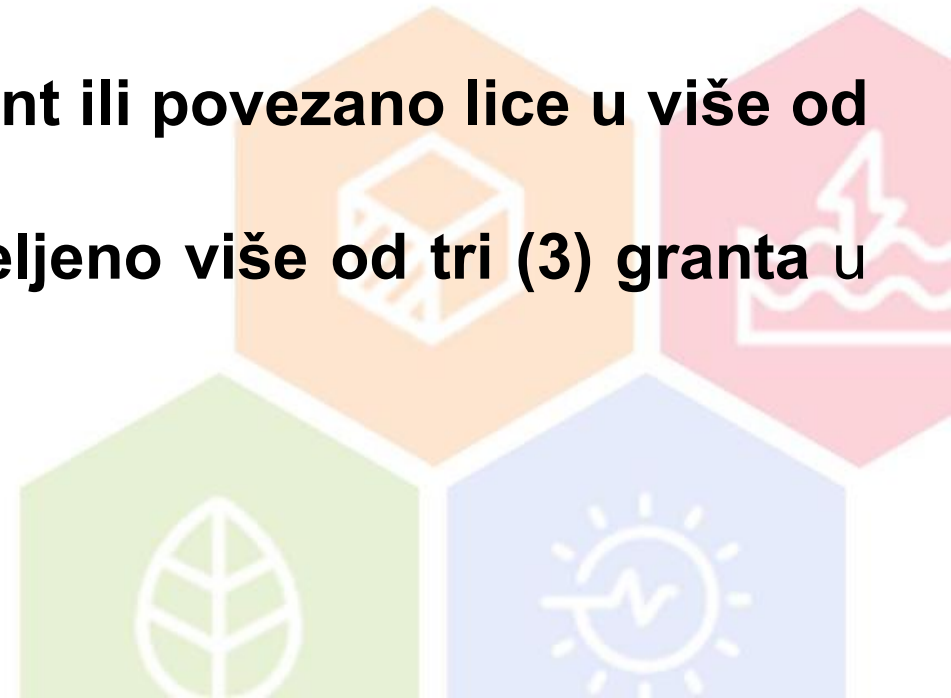 nt ili povezano lice u više od
eljeno više od tri (3) granta u